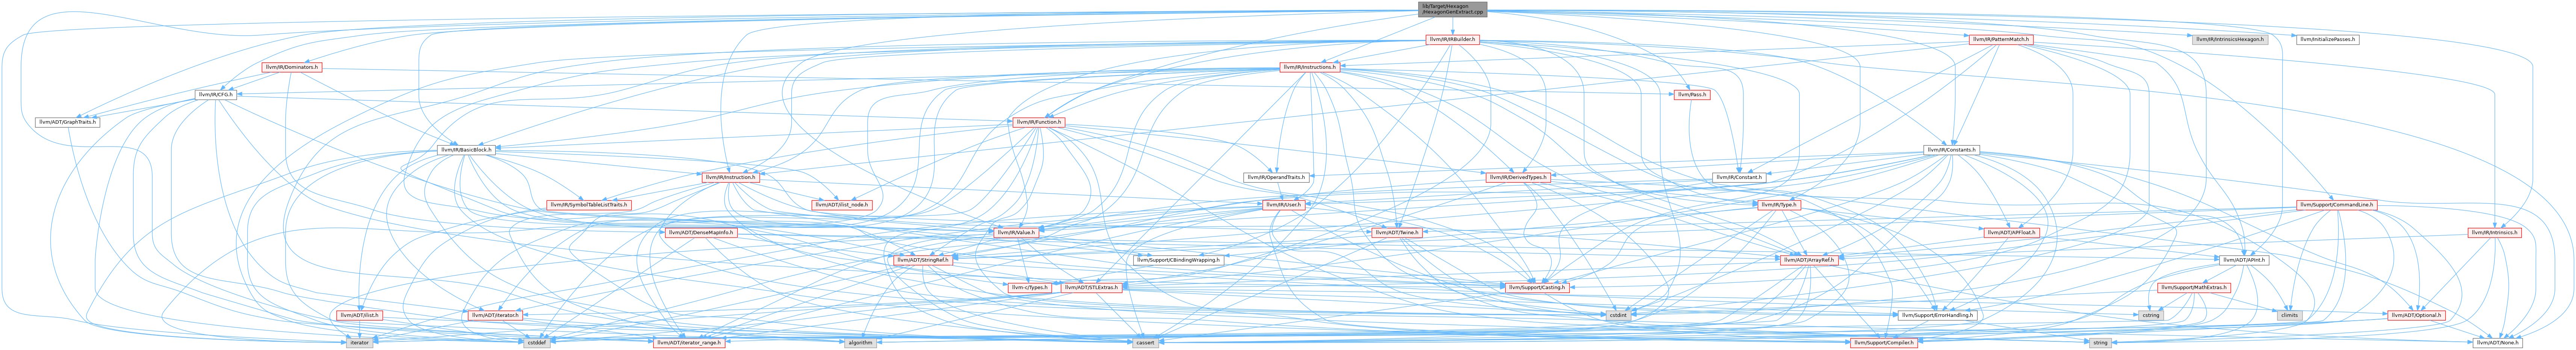 lib/Target/Hexagon
/HexagonGenExtract.cpp
llvm/IR/IRBuilder.h
llvm/IR/PatternMatch.h
llvm/IR/IntrinsicsHexagon.h
llvm/InitializePasses.h
llvm/IR/Dominators.h
llvm/IR/Instructions.h
llvm/IR/CFG.h
llvm/Pass.h
llvm/ADT/GraphTraits.h
llvm/IR/Function.h
llvm/IR/BasicBlock.h
llvm/IR/Constants.h
llvm/IR/Instruction.h
llvm/IR/OperandTraits.h
llvm/IR/DerivedTypes.h
llvm/IR/Constant.h
llvm/IR/SymbolTableListTraits.h
llvm/ADT/ilist_node.h
llvm/IR/User.h
llvm/IR/Type.h
llvm/Support/CommandLine.h
llvm/ADT/DenseMapInfo.h
llvm/IR/Value.h
llvm/ADT/Twine.h
llvm/ADT/APFloat.h
llvm/IR/Intrinsics.h
llvm/ADT/StringRef.h
llvm/Support/CBindingWrapping.h
llvm/ADT/ArrayRef.h
llvm/ADT/APInt.h
llvm-c/Types.h
llvm/ADT/STLExtras.h
llvm/Support/Casting.h
llvm/Support/MathExtras.h
llvm/ADT/ilist.h
llvm/ADT/iterator.h
cstdint
llvm/Support/ErrorHandling.h
cstring
climits
llvm/ADT/Optional.h
iterator
cstddef
llvm/ADT/iterator_range.h
algorithm
cassert
llvm/Support/Compiler.h
string
llvm/ADT/None.h